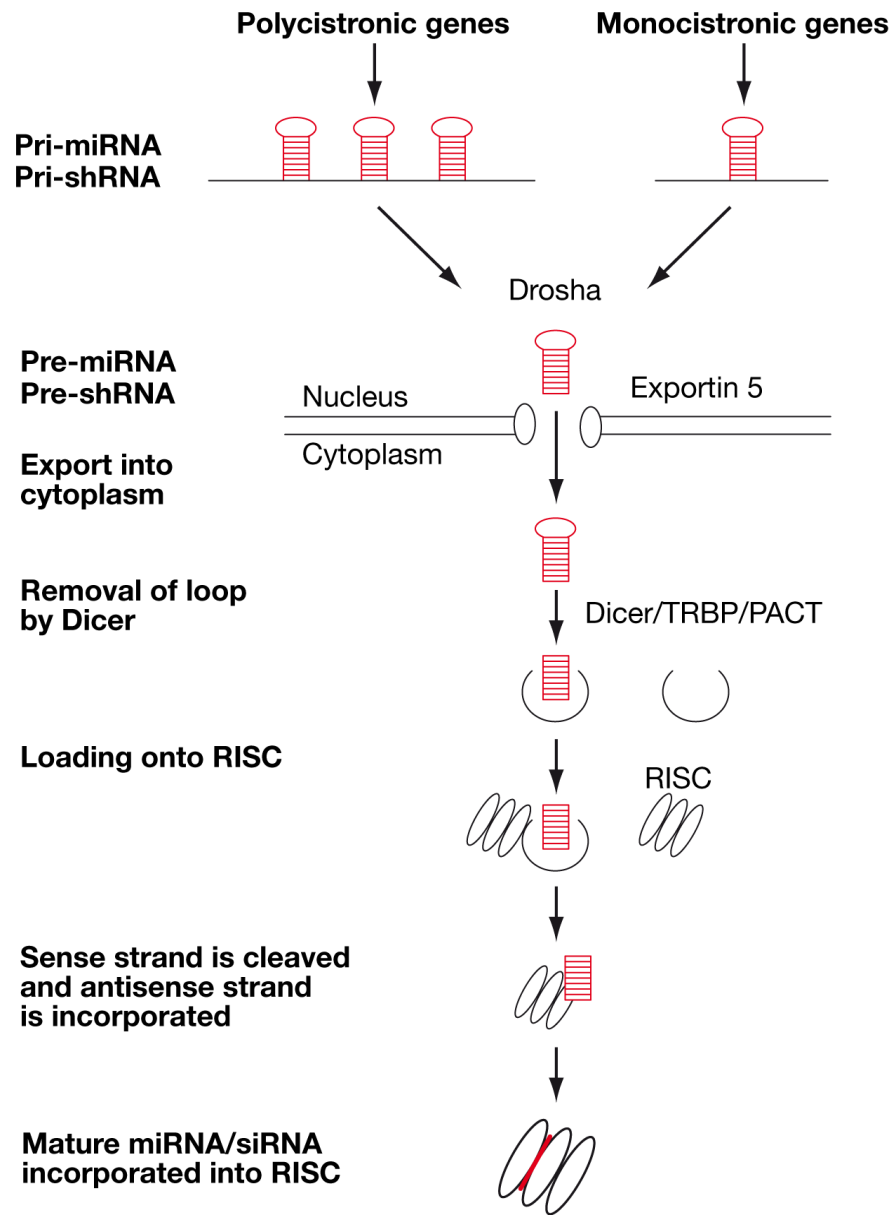 Polycistronic genes
Monocistronic genes
Pri-miRNA
Pri-shRNA
Drosha
Pre-miRNA
Pre-shRNA
Nucleus
Exportin 5
Cytoplasm
Export into
cytoplasm
Removal of loop
by Dicer
Dicer/TRBP/PACT
Loading onto RISC
RISC
Sense strand is cleaved
and antisense strand
is incorporated
Mature miRNA/siRNA
incorporated into RISC